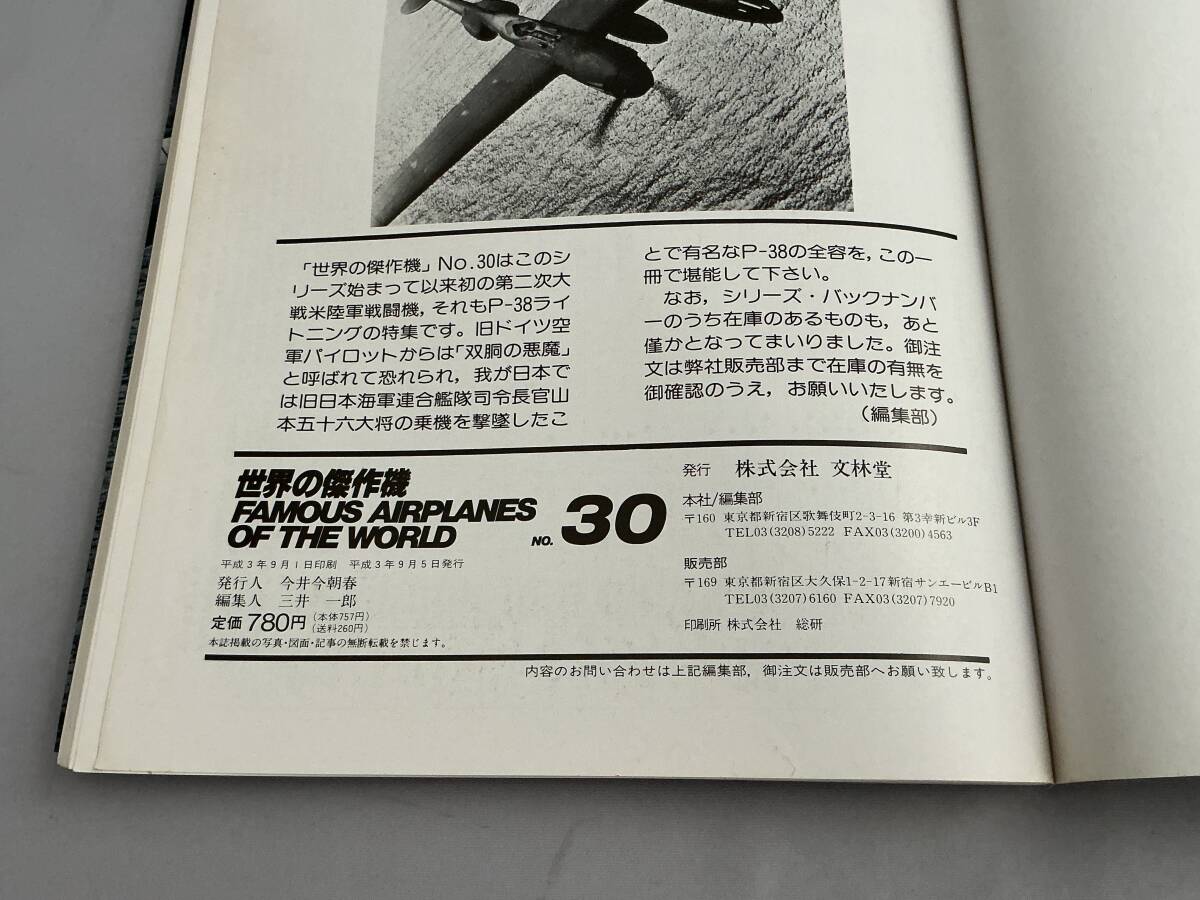 「世界の傑作機」No.30はこのシ
リーズ始まって以来初の第二次大
戦米陸軍戦闘機，それもP-38ライ
トニングの特集です。旧ドイツ空
軍パイロットからは「双胴の悪魔」
と呼ばれて恐れられ，我が日本で
は旧日本海軍連合艦隊司令長官山
本五十六大将の乗機を撃墜したこ
とで有名なP-38の全容を，この一
冊で堪能して下さい。
なお，シリーズ・バックナンバ
ーのうち在庫のあるものも，あと
僅かとなってまいりました。御注
文は弊社販売部まで在庫の有無を
御確認のうえ，お願いいたします。
（編集部）
世界の傑作機
FAMOUS AIRPLANES
OF THE WORLD NO. 30
平成3年9月1日印刷 平成3年9月5日発行
発行人 今井今朝春
編集人 三井 一郎
定価780円（本体757円）
（送料260円）
本誌掲載の写真・図面・記事の無断転載を禁じます。
発行 株式会社 文林堂
本社/編集部
〒160 東京都新宿区歌舞伎町2-3-16 第3幸新ビル3F
TEL03(3208)5222 FAX03(3200)4563
販売部
〒169 東京都新宿区大久保1-2-17新宿サンエービルB1
TEL03(3207)6160 FAX03(3207)7920
印刷所 株式会社 総研
内容のお問い合わせは上記編集部，御注文は販売部へお願い致します。